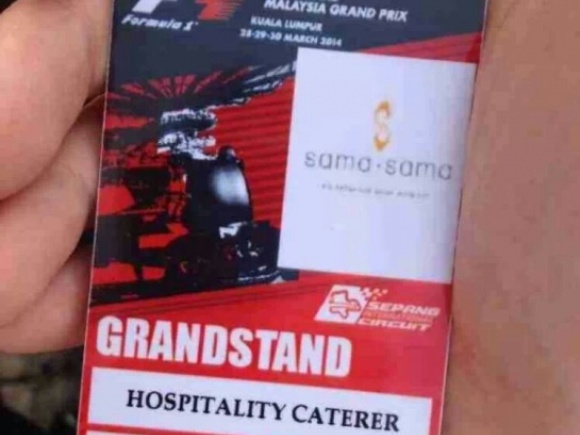 MALAYSIA GRAND PRIX
F1
KUALA LUMPUR
Formula 1
28-29-30 MARCH 2014
sama-sama
SEPANG
INTERNATIONAL
CIRCUIT
GRANDSTAND
HOSPITALITY CATERER